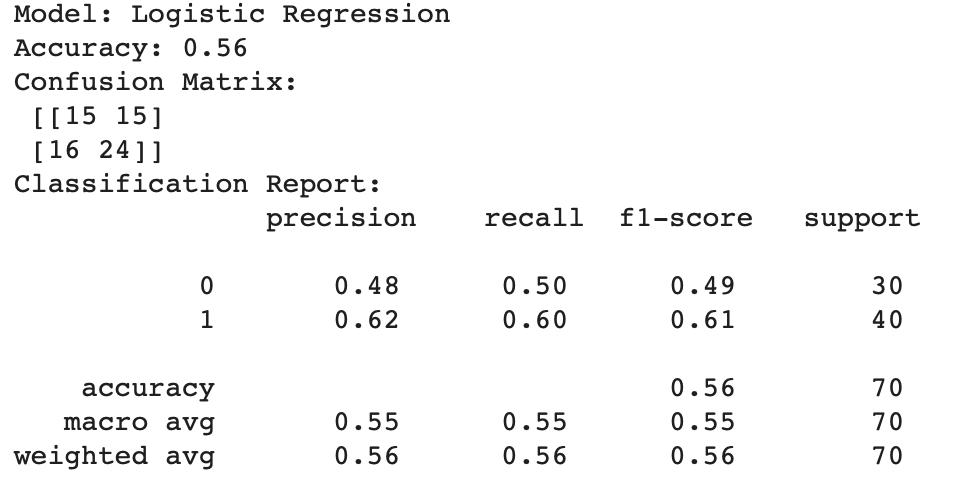 Model: Logistic Regression
Accuracy: 0.56
Confusion Matrix:
[[15 15]
[16 24]]
Classification Report:
precision recall f1-score support
0 0.48 0.50 0.49 30
1 0.62 0.60 0.61 40
accuracy 0.56 70
macro avg 0.55 0.55 0.55 70
weighted avg 0.56 0.56 0.56 70